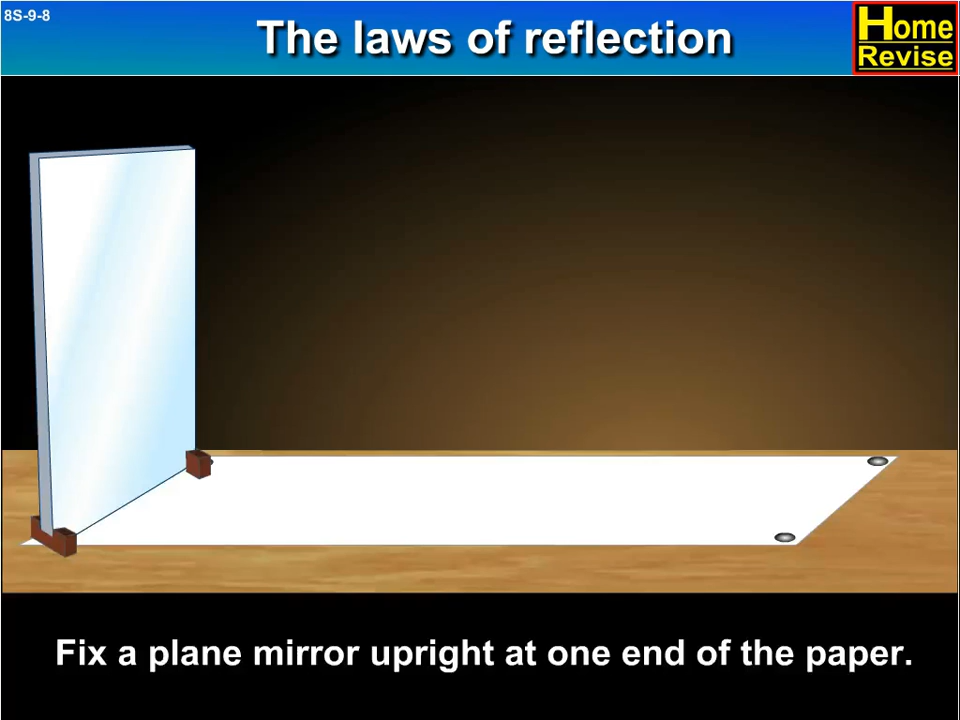 8S-9-8
The laws of reflection
Home
Revise
Fix a plane mirror upright at one end of the paper.